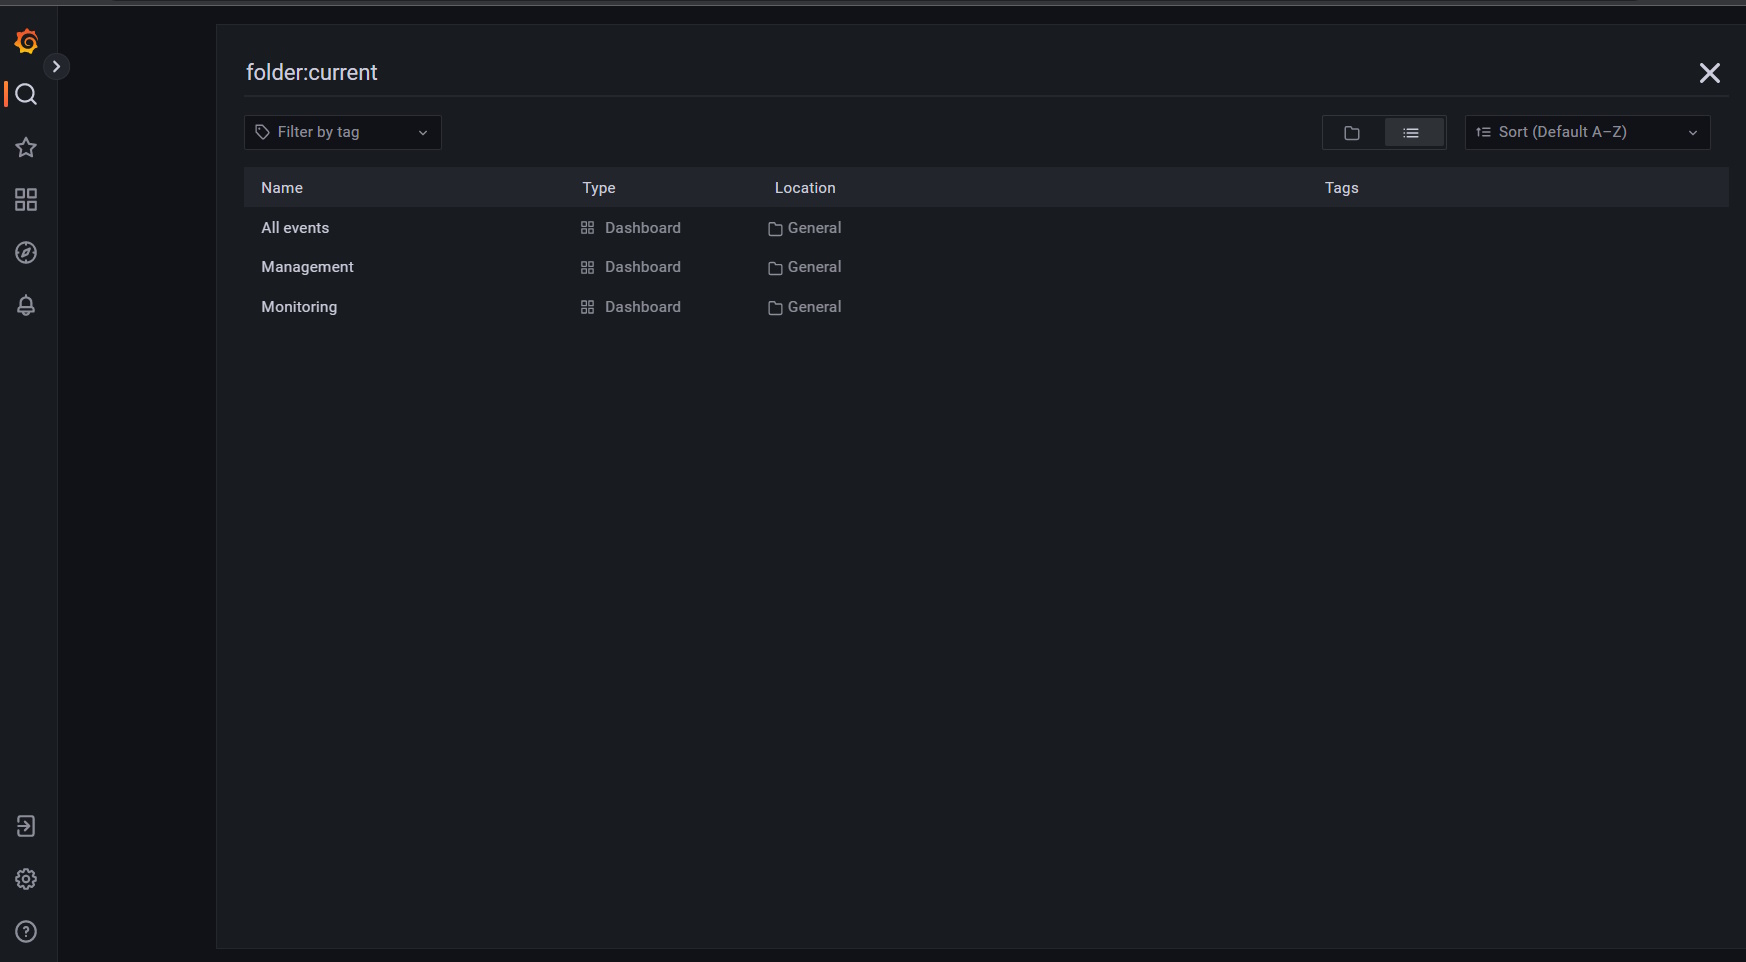 folder:current
Filter by tag
Sort (Default A–Z)
Name Type Location Tags
All events Dashboard General
Management Dashboard General
Monitoring Dashboard General